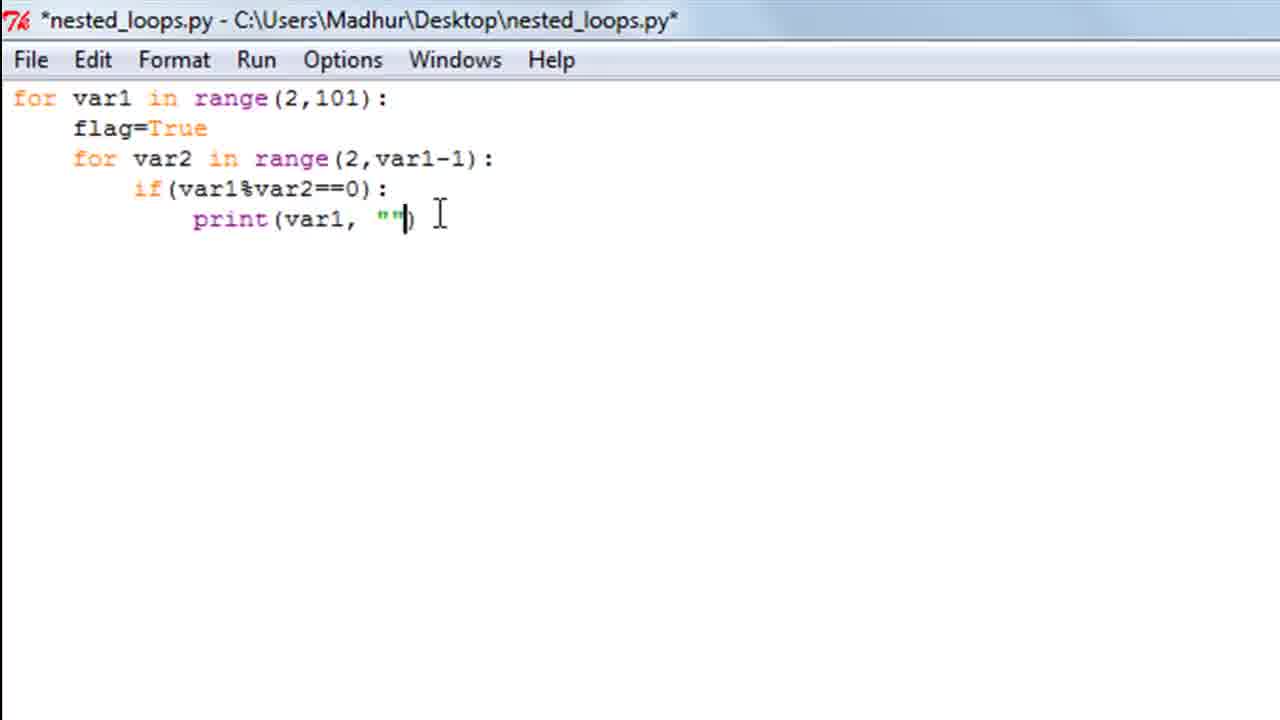 *nested_loops.py - C:\Users\Madhur\Desktop\nested_loops.py*
File Edit Format Run Options Windows Help
for var1 in range(2,101):
    flag=True
    for var2 in range(2,var1-1):
        if(var1%var2==0):
            print(var1, "")